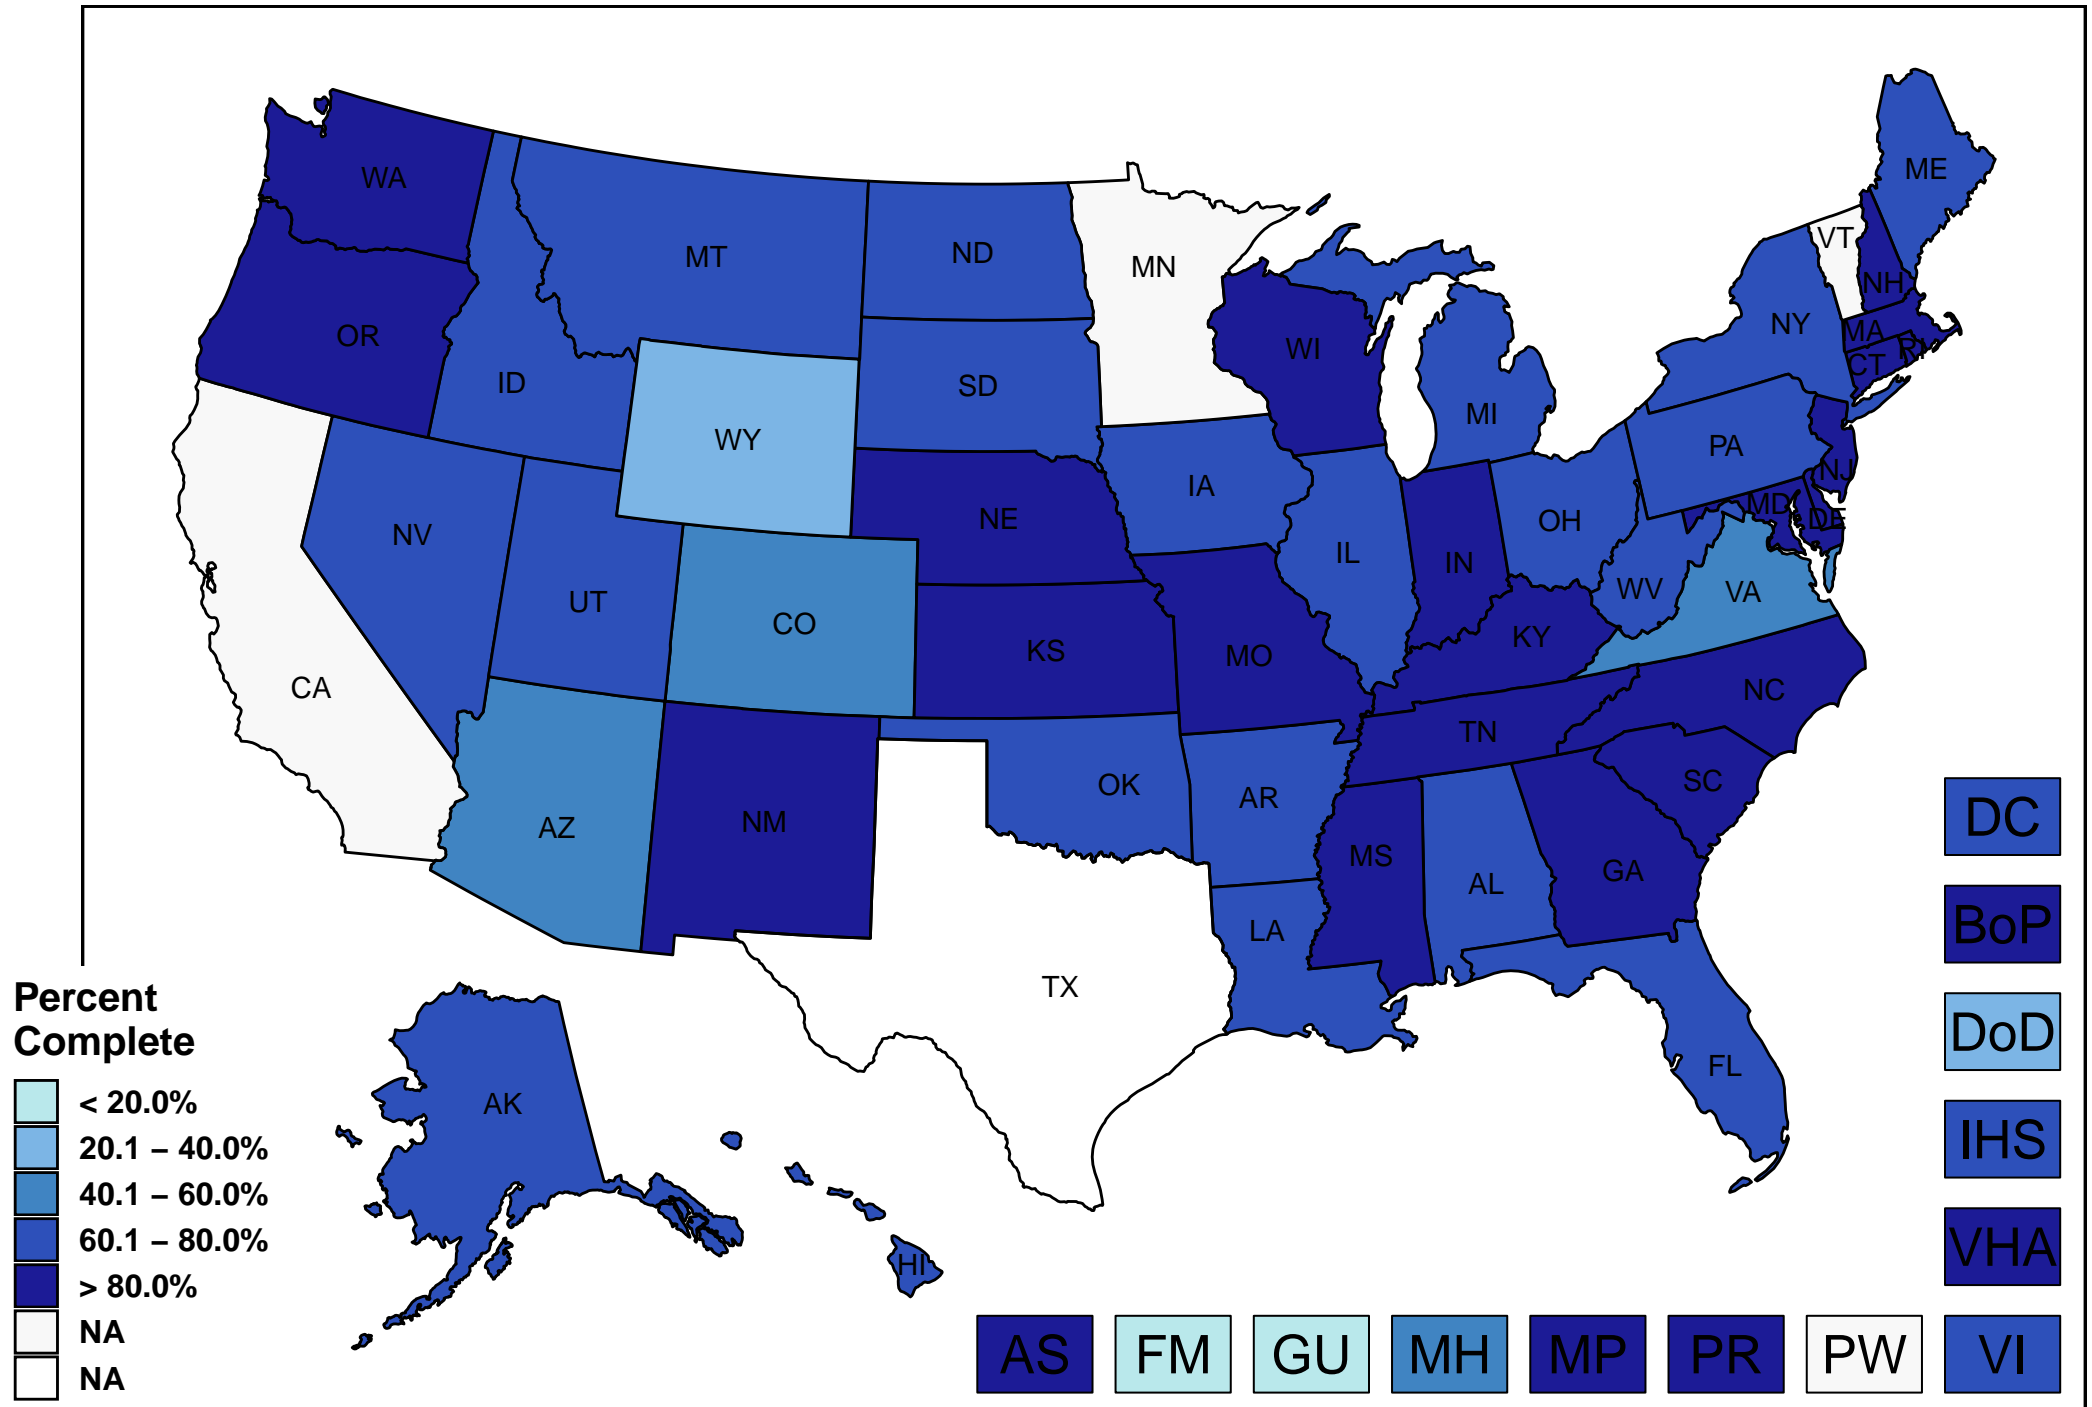 WA
ME
MT
ND
MN
VT
NH
OR
NY
MA
RI
CT
ID
SD
WI
MI
WY
PA
NJ
IA
NE
MD
DE
NV
OH
IL
IN
UT
WV
VA
CO
KS
MO
KY
CA
NC
TN
OK
AR
SC
AZ
NM
MS
AL
GA
LA
TX
FL
AK
HI
DC
BoP
DoD
IHS
VHA
Percent
Complete
< 20.0%
20.1 – 40.0%
40.1 – 60.0%
60.1 – 80.0%
> 80.0%
NA
NA
AS FM GU MH MP PR PW VI